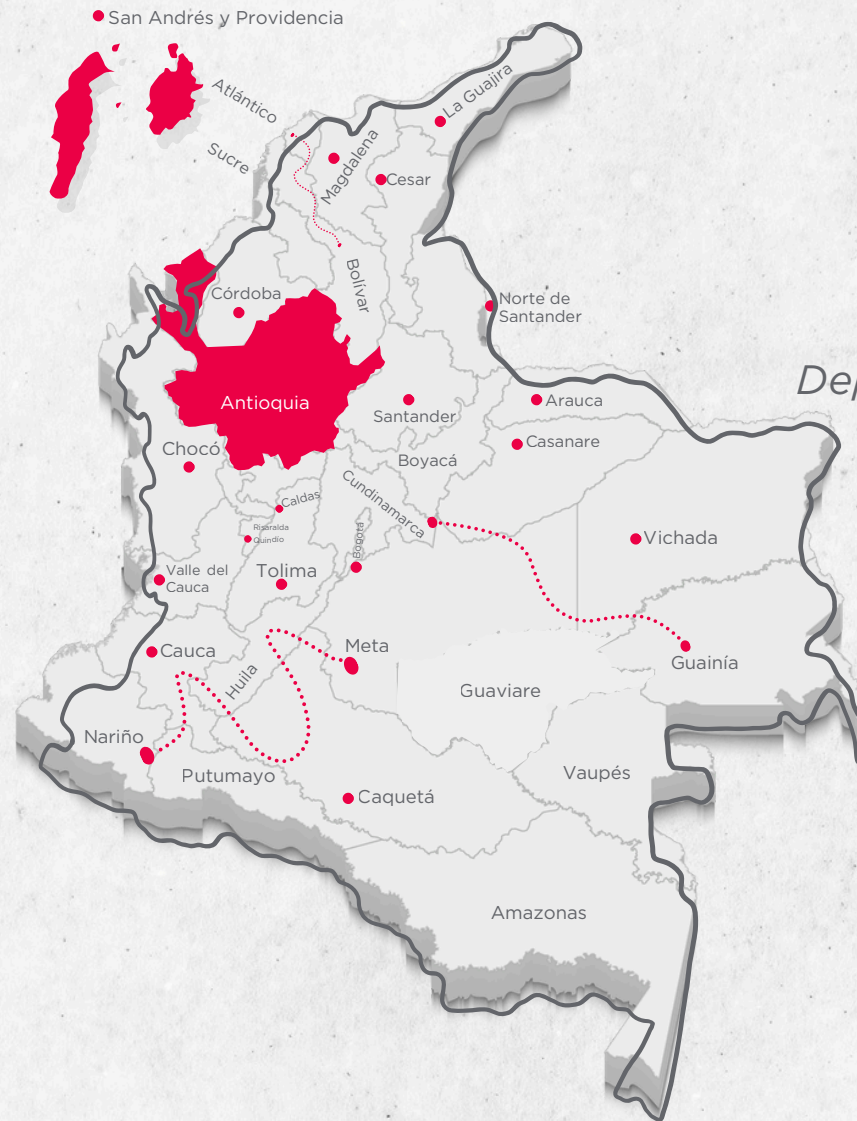 San Andrés y Providencia
La Guajira
Atlántico
Magdalena
Sucre
Cesar
Bolívar
Córdoba
Norte de
Santander
Dep
Antioquia
Santander
Arauca
Chocó
Boyacá
Casanare
Cundinamarca
Caldas
Risaralda
Quindío
Bogotá
Vichada
Valle del
Cauca
Tolima
Cauca
Huila
Meta
Guainía
Guaviare
Nariño
Putumayo
Vaupés
Caquetá
Amazonas